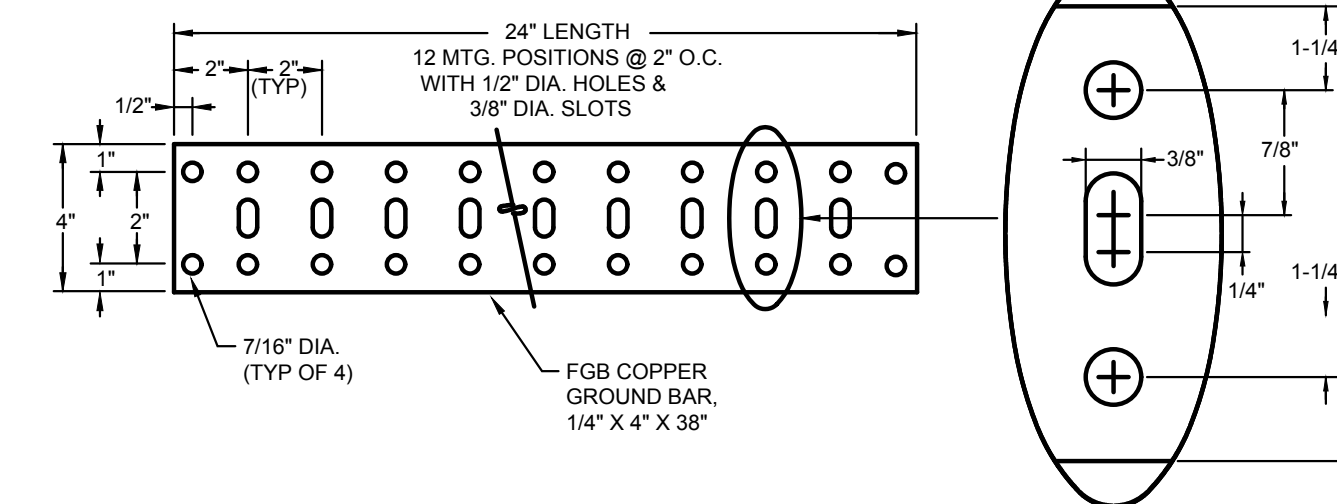 24" LENGTH
12 MTG. POSITIONS @ 2" O.C.
WITH 1/2" DIA. HOLES &
3/8" DIA. SLOTS
2"
2"
(TYP)
1/2"
1"
4"
2"
1"
7/16" DIA.
(TYP OF 4)
FGB COPPER
GROUND BAR,
1/4" X 4" X 38"
1-1/4
3/8"
7/8"
1/4"
1-1/4